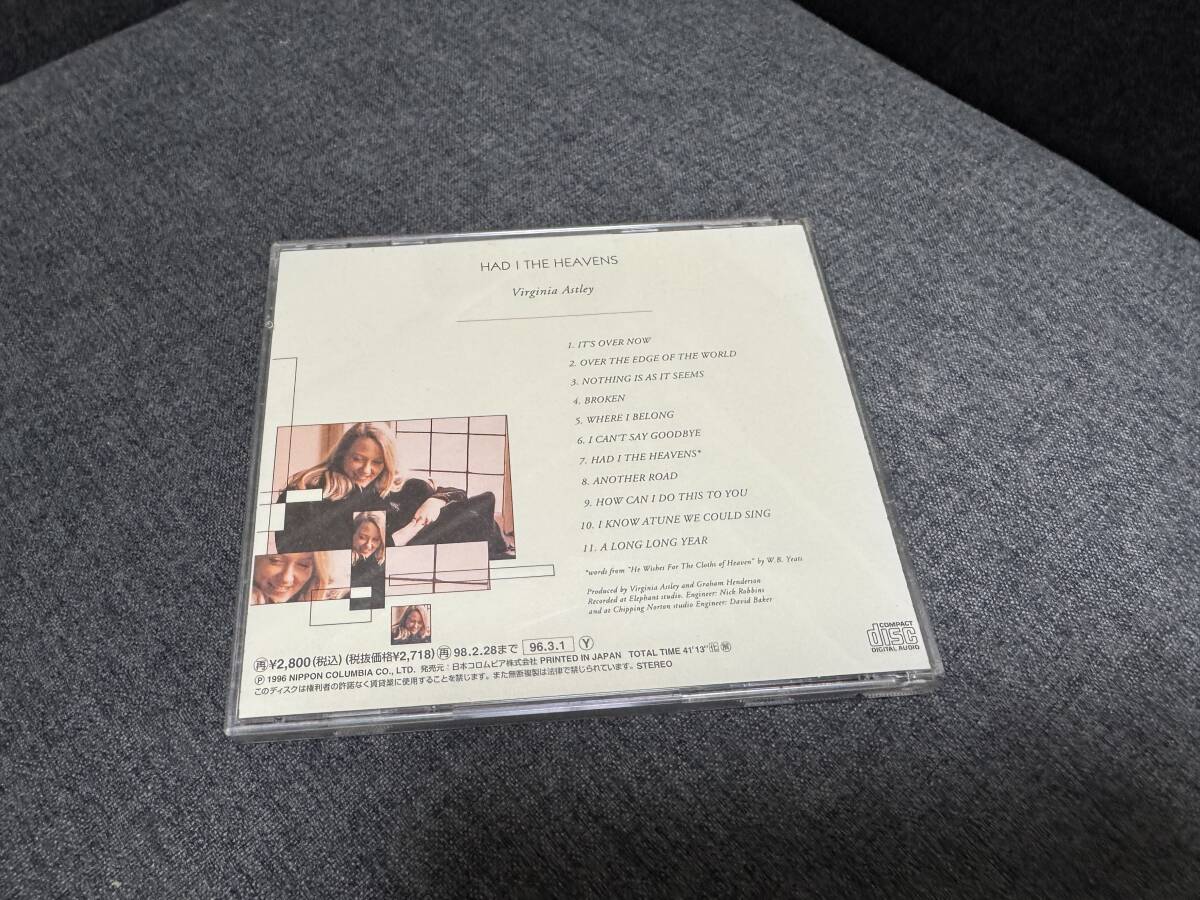 HAD I THE HEAVENS
Virginia Astley
1. IT'S OVER NOW
2. OVER THE EDGE OF THE WORLD
3. NOTHING IS AS IT SEEMS
4. BROKEN
5. WHERE I BELONG
6. I CAN'T SAY GOODBYE
7. HAD I THE HEAVENS*
8. ANOTHER ROAD
9. HOW CAN I DO THIS TO YOU
10. I KNOW ATUNE WE COULD SING
11. A LONG LONG YEAR
*words from "He Wishes For The Cloths of Heaven" by W.B. Yeats
Produced by Virginia Astley and Graham Henderson
Recorded at Elephant studio. Engineer: Nick Robbins
and at Chipping Norton studio Engineer: David Baker
COMPACT
disc
DIGITAL AUDIO
再¥2,800(税込)(税抜価格¥2,718)再98.2.28まで 96.3.1 Y
Ⓟ 1996 NIPPON COLUMBIA CO., LTD. 発売元:日本コロムビア株式会社 PRINTED IN JAPAN TOTAL TIME 41'13"
このディスクは権利者の許諾なく賃貸業に使用することを禁じます。また無断複製は法律で禁じられています。STEREO